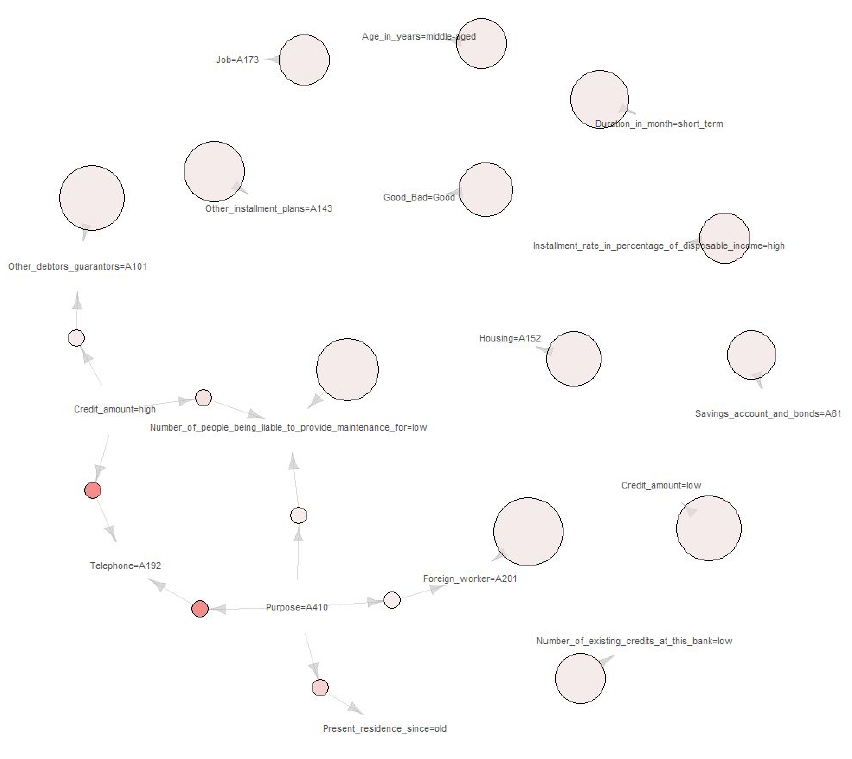 Age_in_years=middle-aged
Job=A173
Duration_in_month=short_term
Good_Bad=Good
Other_installment_plans=A143
Installment_rate_in_percentage_of_disposable_income=high
Other_debtors_guarantors=A101
Housing=A152
Credit_amount=high
Savings_account_and_bonds=A61
Number_of_people_being_liable_to_provide_maintenance_for=low
Credit_amount=low
Telephone=A192
Foreign_worker=A201
Purpose=A410
Number_of_existing_credits_at_this_bank=low
Present_residence_since=old